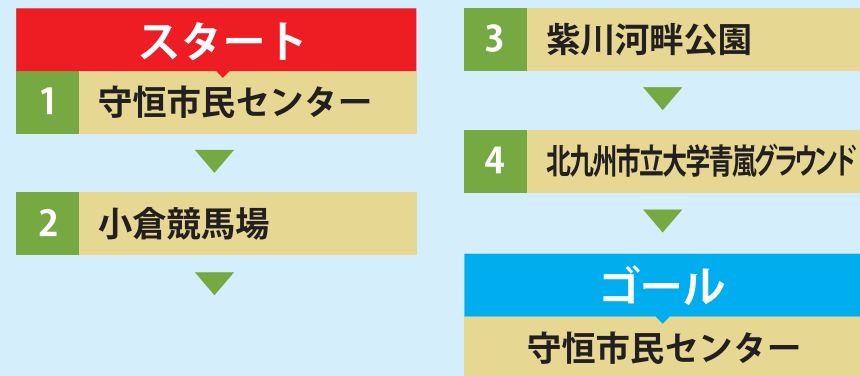 スタート
1 守恒市民センター
2 小倉競馬場
3 紫川河畔公園
4 北九州市立大学青嵐グラウンド
ゴール
守恒市民センター